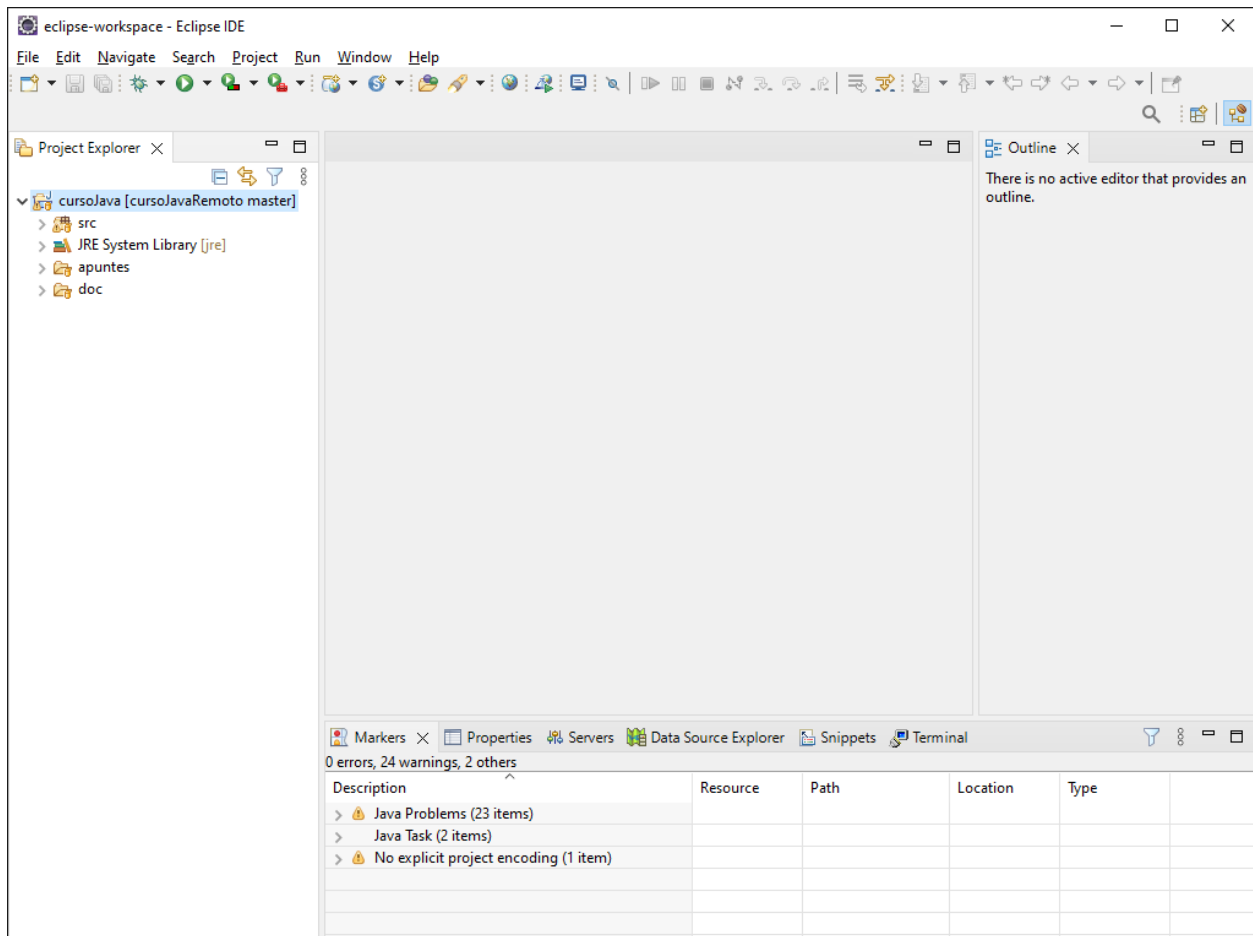 eclipse-workspace - Eclipse IDE
File Edit Navigate Search Project Run Window Help
Project Explorer
cursoJava [cursoJavaRemoto master]
src
JRE System Library [jre]
apuntes
doc
Outline
There is no active editor that provides an
outline.
Markers Properties Servers Data Source Explorer Snippets Terminal
0 errors, 24 warnings, 2 others
Description Resource Path Location Type
Java Problems (23 items)
Java Task (2 items)
No explicit project encoding (1 item)